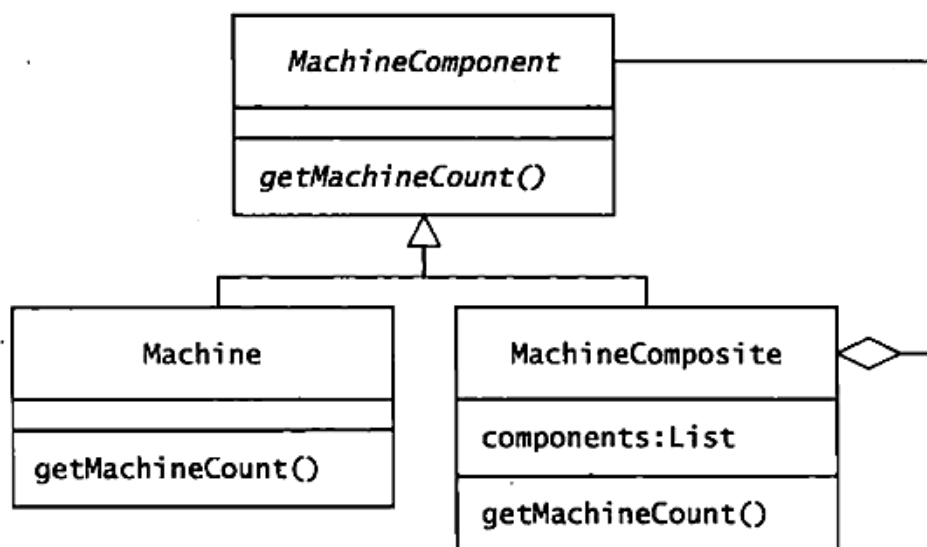 MachineComponent
getMachineCount()
Machine
getMachineCount()
MachineComposite
components:List
getMachineCount()